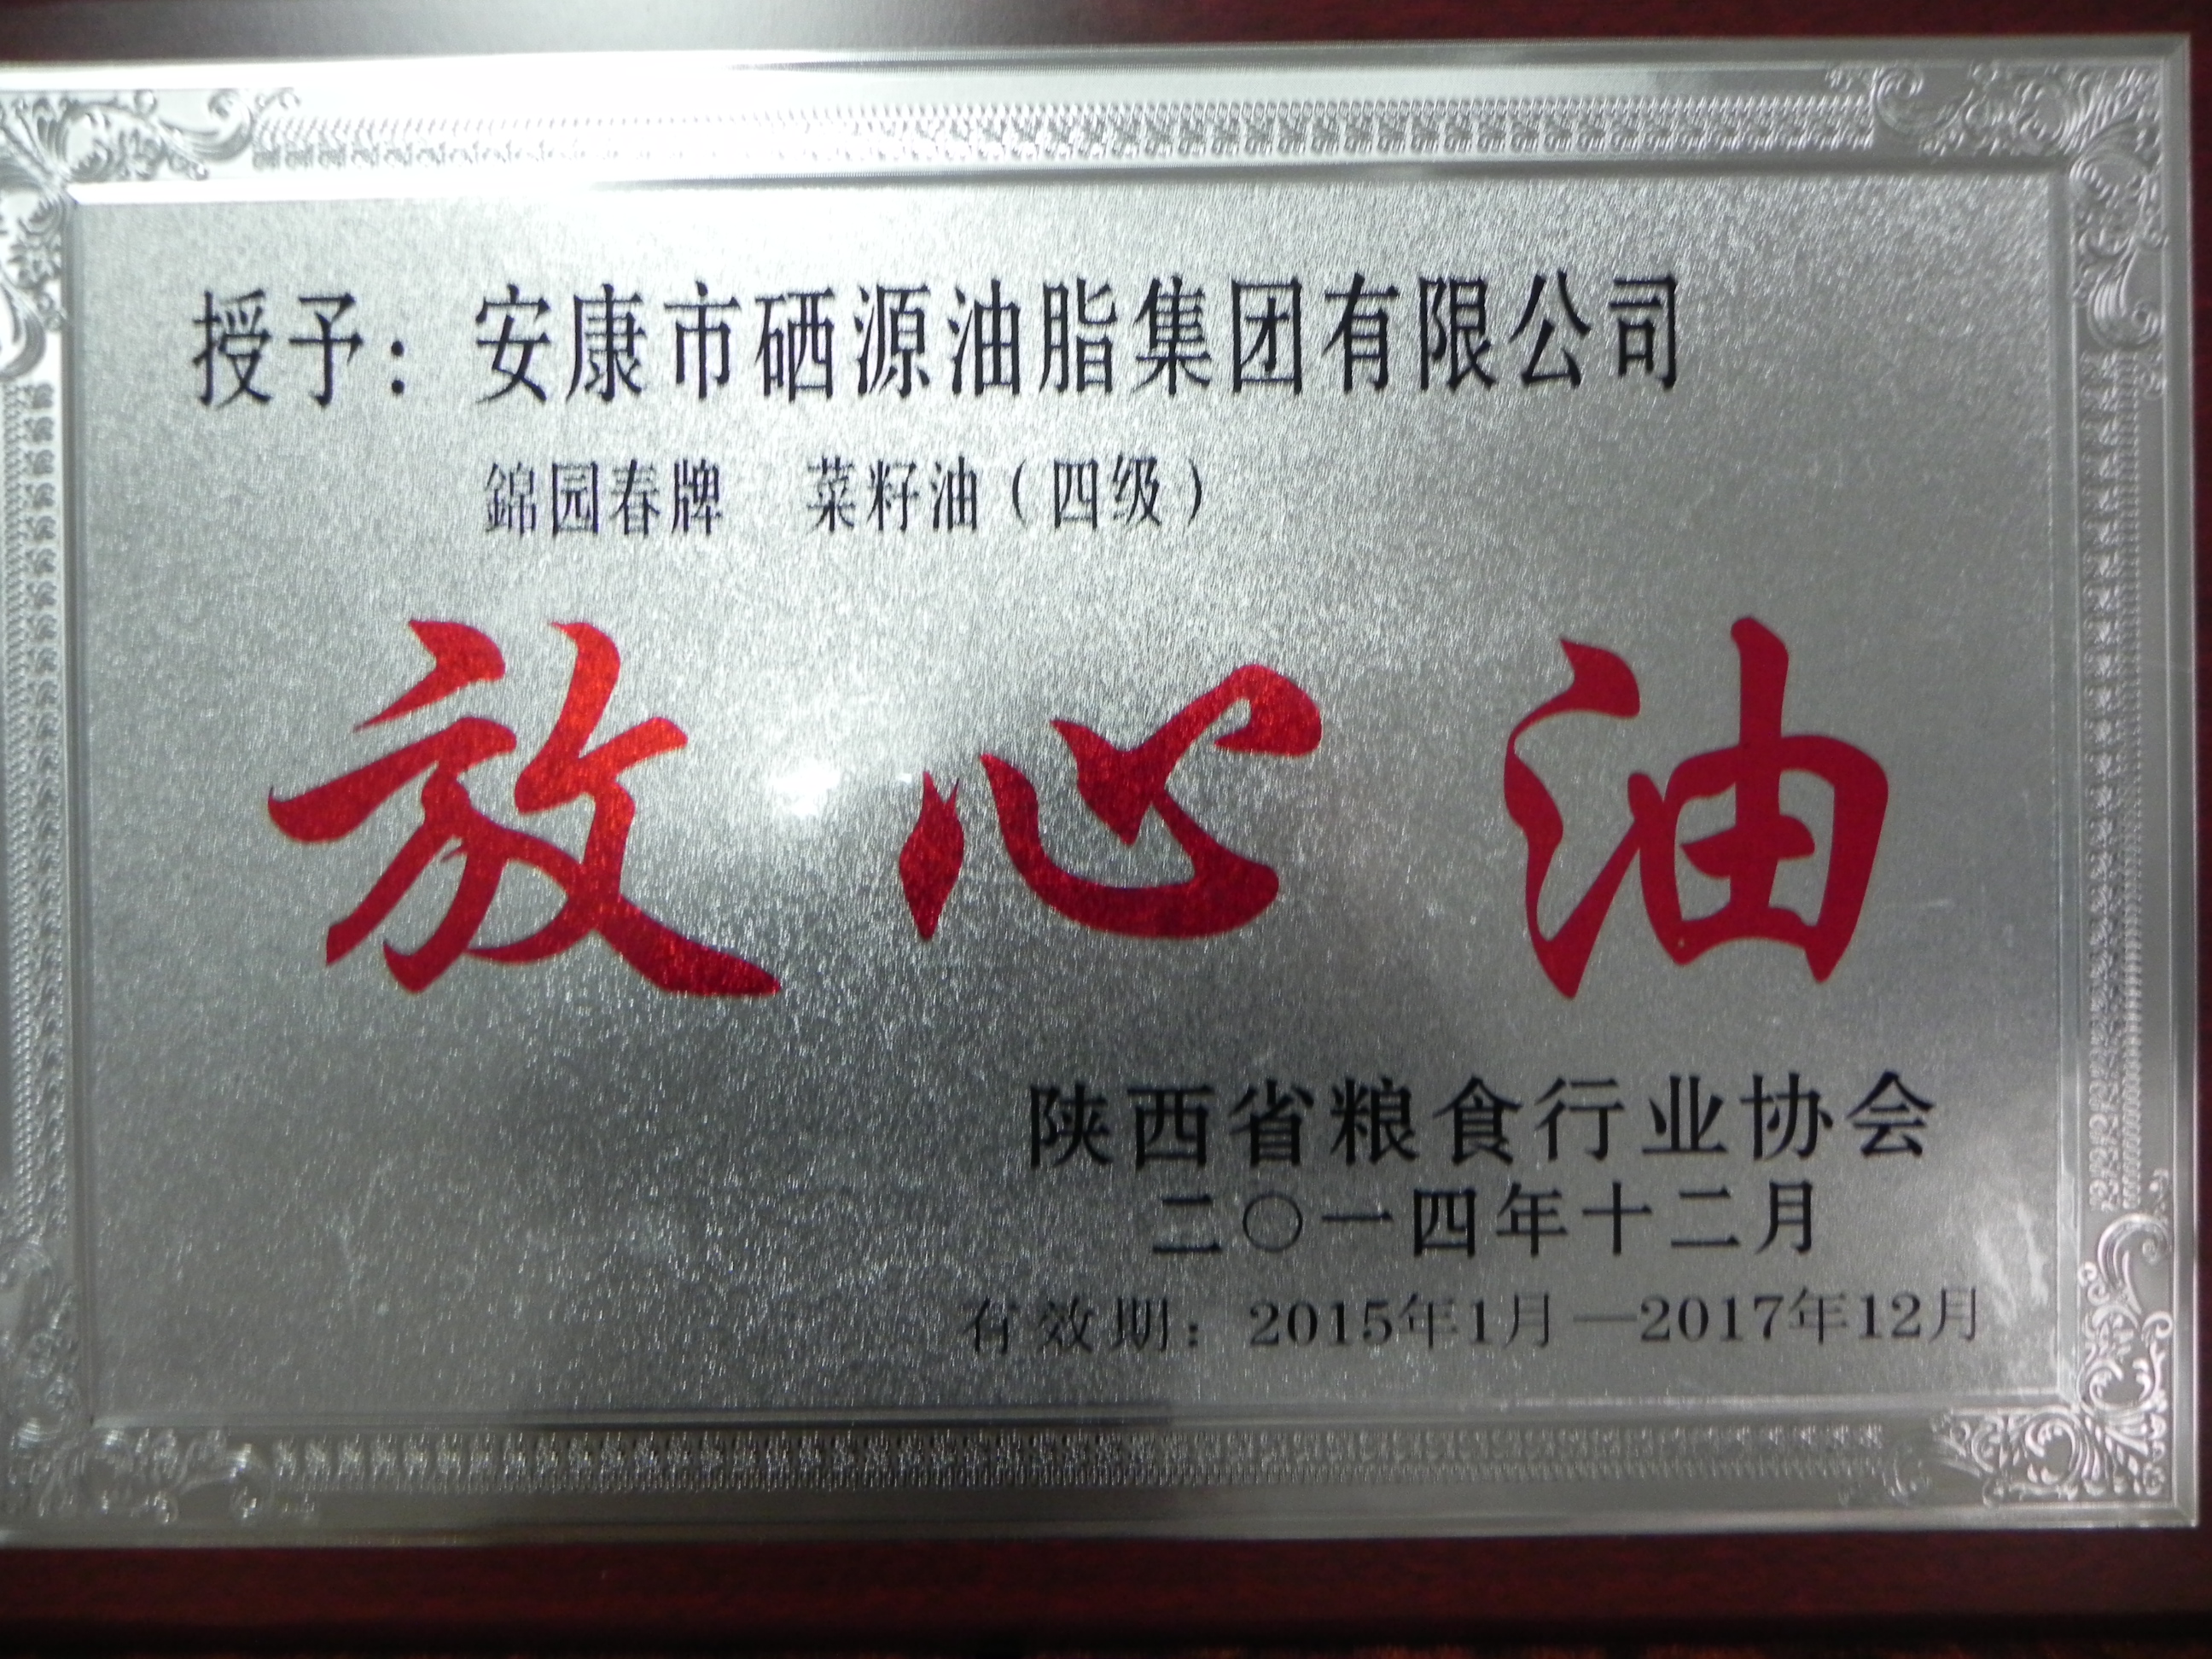 授予：安康市硒源油脂集团有限公司
錦园春牌 菜籽油（四级）
放心油
陕西省粮食行业协会
二〇一四年十二月
有效期：2015年1月—2017年12月